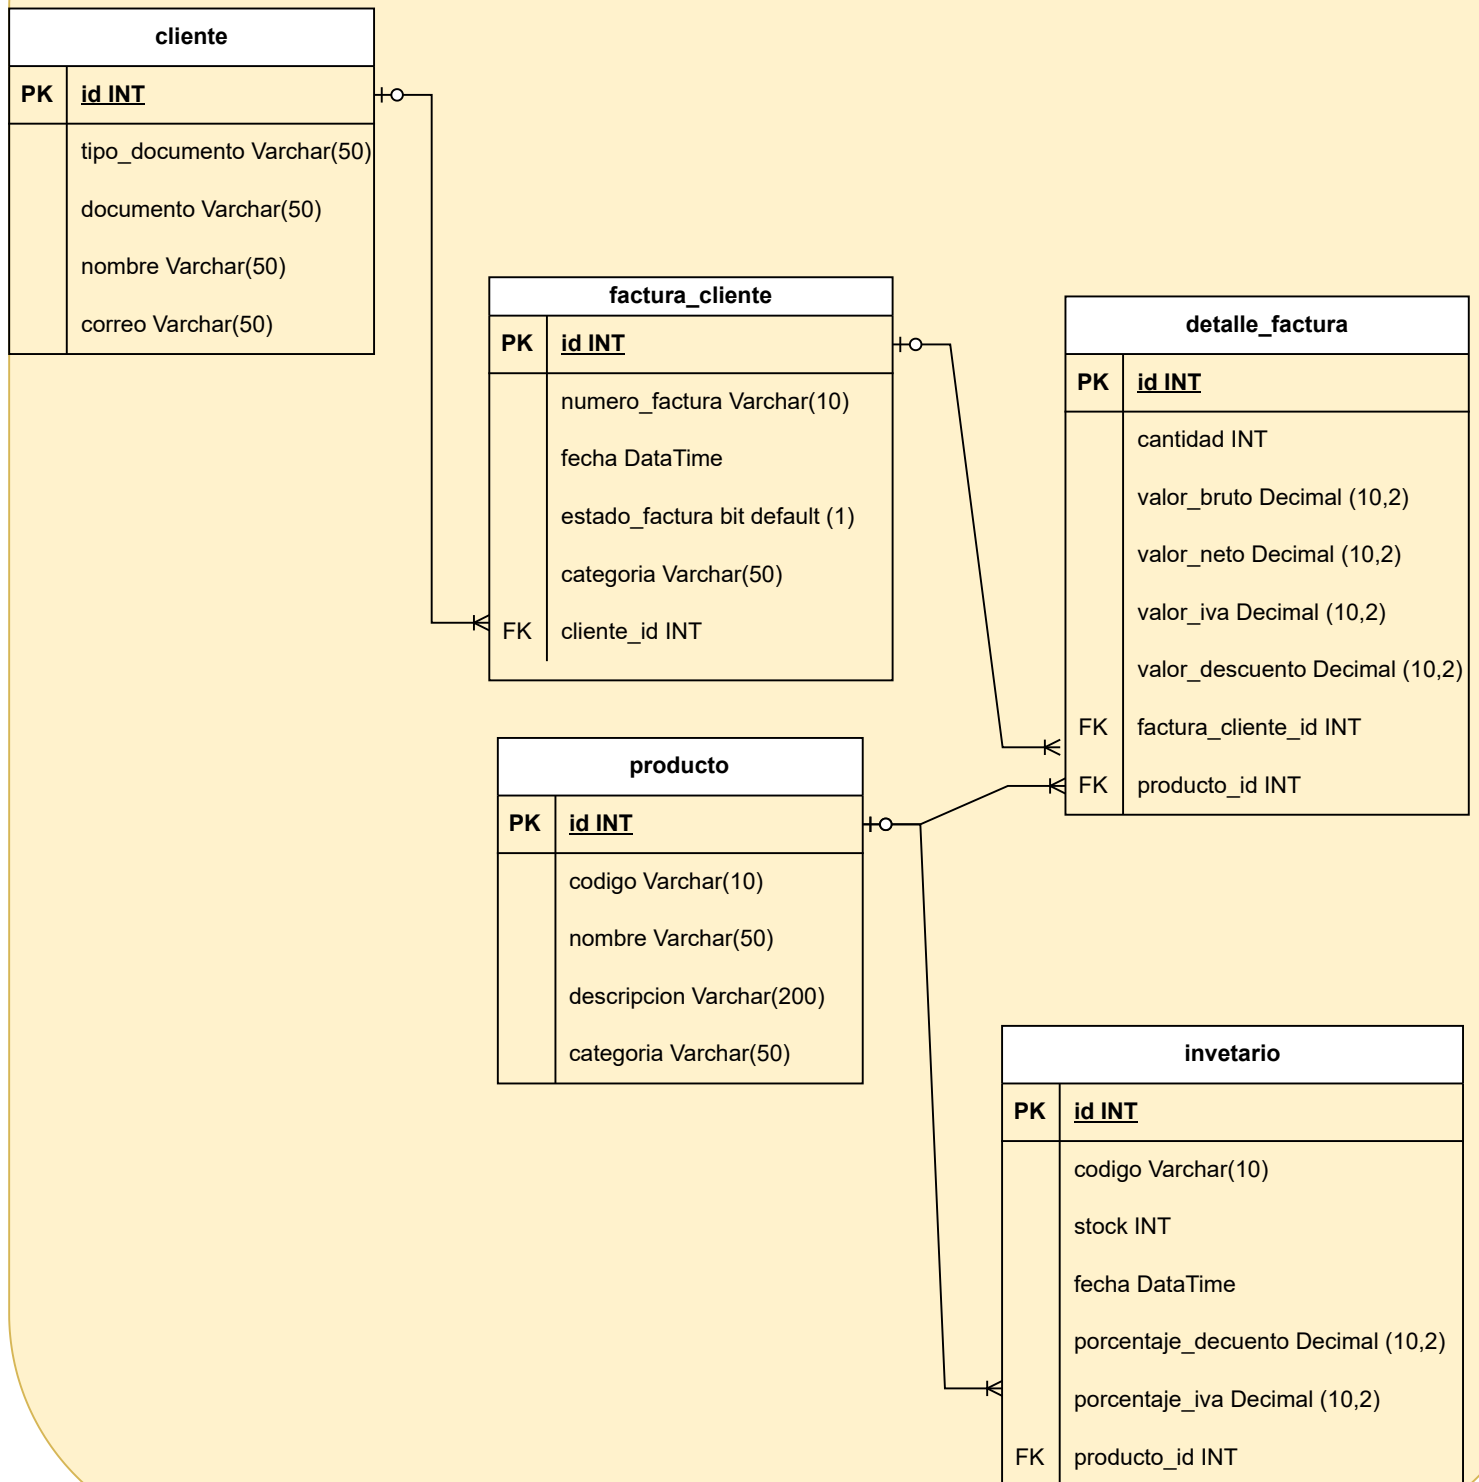 cliente
PK id INT
tipo_documento Varchar(50)
documento Varchar(50)
nombre Varchar(50)
correo Varchar(50)
factura_cliente
PK id INT
numero_factura Varchar(10)
fecha DataTime
estado_factura bit default (1)
categoria Varchar(50)
FK cliente_id INT
detalle_factura
PK id INT
cantidad INT
valor_bruto Decimal (10,2)
valor_neto Decimal (10,2)
valor_iva Decimal (10,2)
valor_descuento Decimal (10,2)
FK factura_cliente_id INT
FK producto_id INT
producto
PK id INT
codigo Varchar(10)
nombre Varchar(50)
descripcion Varchar(200)
categoria Varchar(50)
invetario
PK id INT
codigo Varchar(10)
stock INT
fecha DataTime
porcentaje_decuento Decimal (10,2)
porcentaje_iva Decimal (10,2)
FK producto_id INT